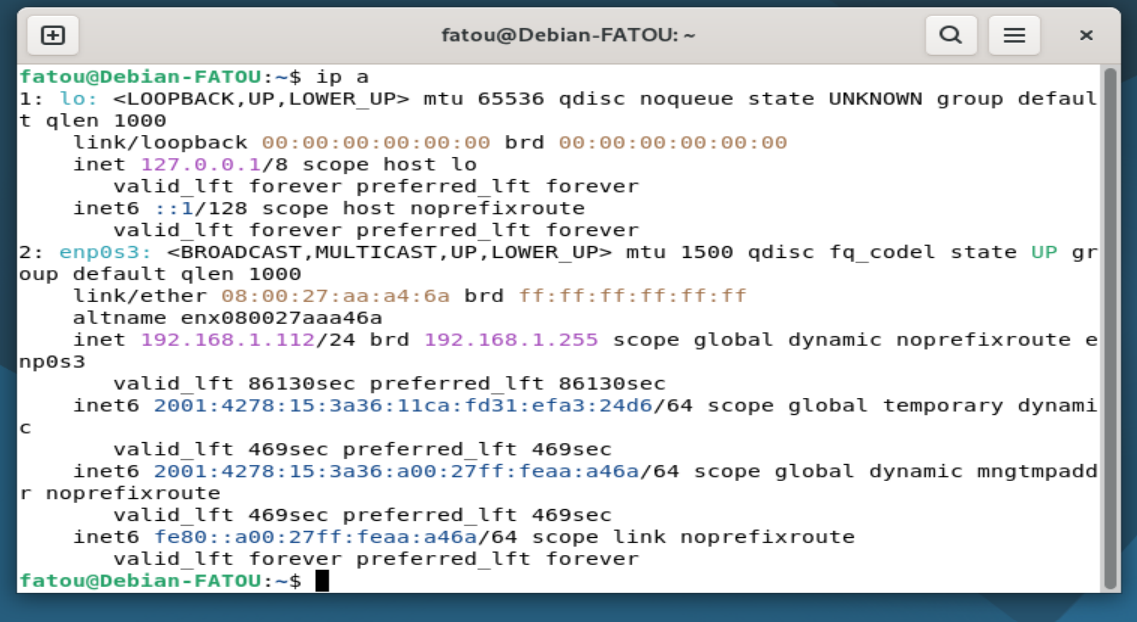 fatou@Debian-FATOU: ~
fatou@Debian-FATOU:~$ ip a
1: lo: <LOOPBACK,UP,LOWER_UP> mtu 65536 qdisc noqueue state UNKNOWN group defaul
t qlen 1000
    link/loopback 00:00:00:00:00:00 brd 00:00:00:00:00:00
    inet 127.0.0.1/8 scope host lo
       valid_lft forever preferred_lft forever
    inet6 ::1/128 scope host noprefixroute
       valid_lft forever preferred_lft forever
2: enp0s3: <BROADCAST,MULTICAST,UP,LOWER_UP> mtu 1500 qdisc fq_codel state UP gr
oup default qlen 1000
    link/ether 08:00:27:aa:a4:6a brd ff:ff:ff:ff:ff:ff
    altname enx080027aaa46a
    inet 192.168.1.112/24 brd 192.168.1.255 scope global dynamic noprefixroute e
np0s3
       valid_lft 86130sec preferred_lft 86130sec
    inet6 2001:4278:15:3a36:11ca:fd31:efa3:24d6/64 scope global temporary dynami
c
       valid_lft 469sec preferred_lft 469sec
    inet6 2001:4278:15:3a36:a00:27ff:feaa:a46a/64 scope global dynamic mngtmpadd
r noprefixroute
       valid_lft 469sec preferred_lft 469sec
    inet6 fe80::a00:27ff:feaa:a46a/64 scope link noprefixroute
       valid_lft forever preferred_lft forever
fatou@Debian-FATOU:~$